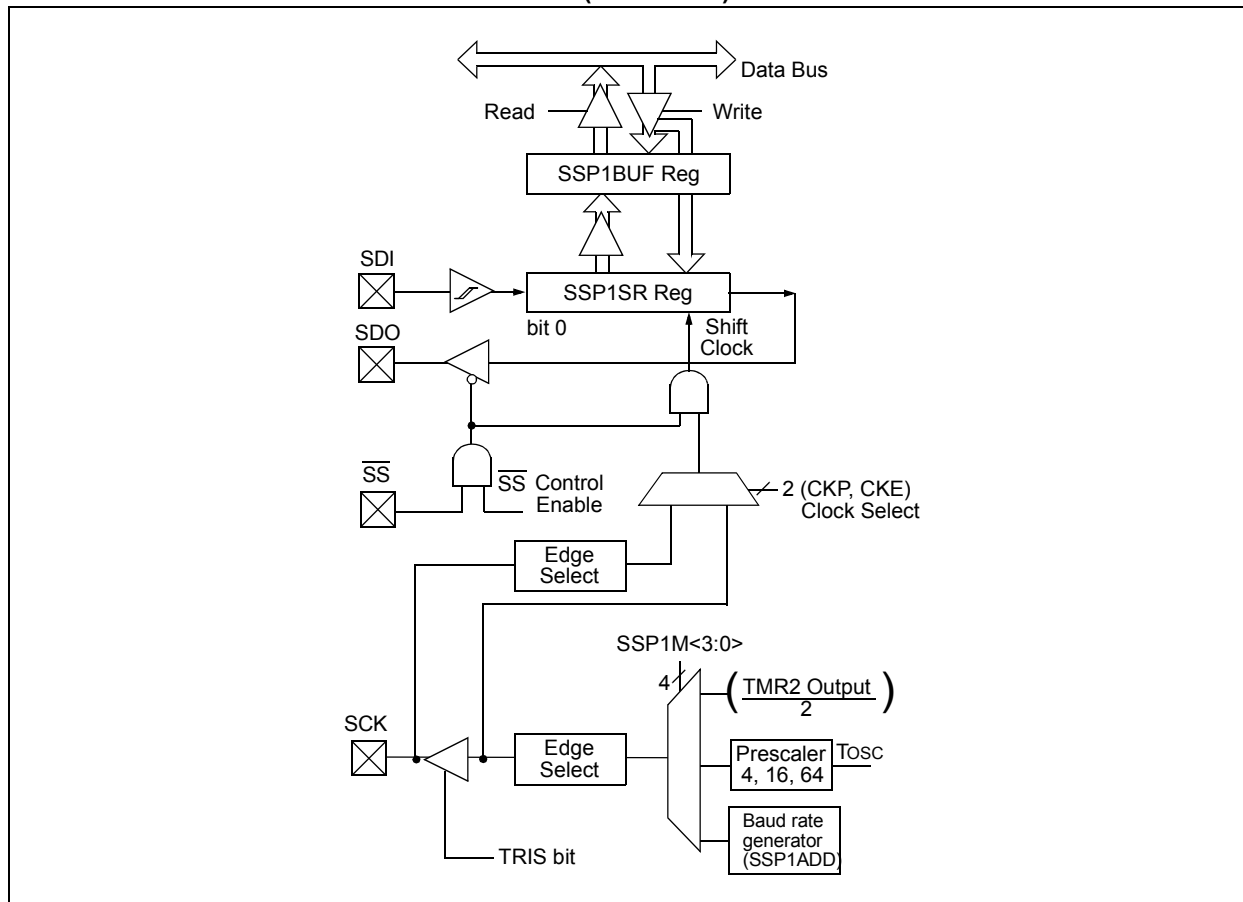 Data Bus
Read
Write
SSP1BUF Reg
SDI
SSP1SR Reg
bit 0
Shift
Clock
SDO
SS
SS Control
Enable
2 (CKP, CKE)
Clock Select
Edge
Select
SSP1M<3:0>
4
(TMR2 Output)
2
SCK
Edge
Select
Prescaler
4, 16, 64
TOSC
Baud rate
generator
(SSP1ADD)
TRIS bit